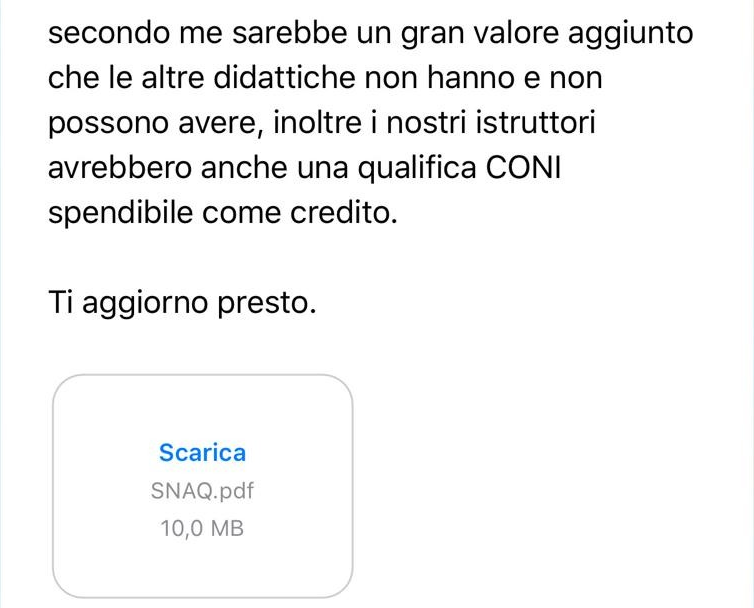 secondo me sarebbe un gran valore aggiunto
che le altre didattiche non hanno e non
possono avere, inoltre i nostri istruttori
avrebbero anche una qualifica CONI
spendibile come credito.
Ti aggiorno presto.
Scarica
SNAQ.pdf
10,0 MB